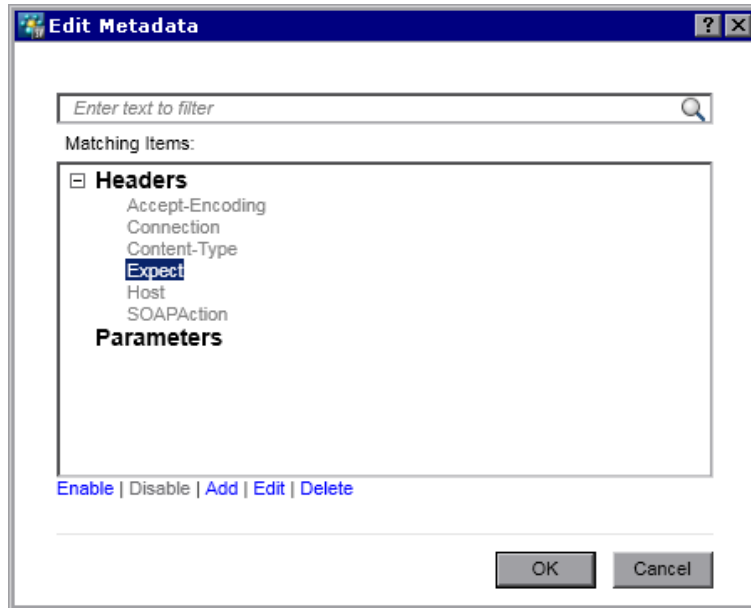 Edit Metadata
Enter text to filter
Matching Items:
Headers
Accept-Encoding
Connection
Content-Type
Expect
Host
SOAPAction
Parameters
Enable | Disable | Add | Edit | Delete
OK Cancel